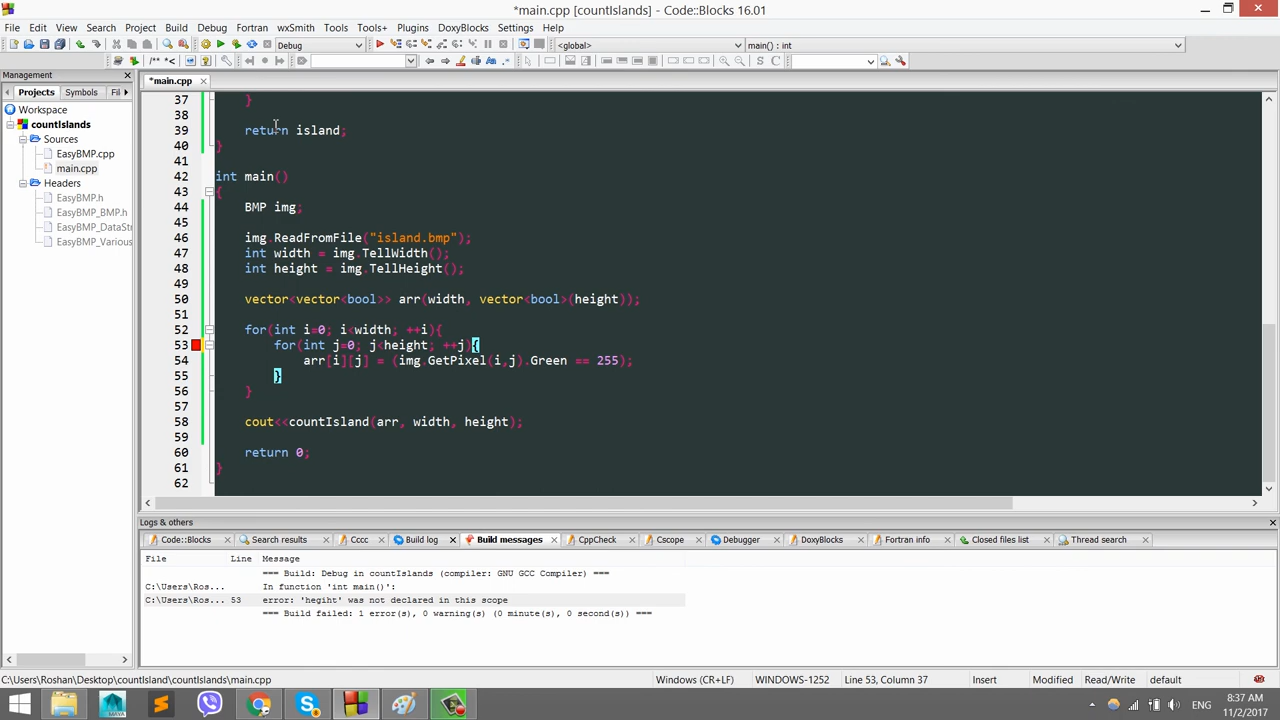 *main.cpp [countIslands] - Code::Blocks 16.01
File Edit View Search Project Build Debug Fortran wxSmith Tools Tools+ Plugins DoxyBlocks Settings Help
Debug <global> main() : int
/** *< Aa .* S C
Management
Projects Symbols Fil
*main.cpp
Workspace
countIslands
Sources
EasyBMP.cpp
main.cpp
Headers
EasyBMP.h
EasyBMP_BMP.h
EasyBMP_DataStr
EasyBMP_Various
37 }
38
39 return island;
40 }
41
42 int main()
43 {
44 BMP img;
45
46 img.ReadFromFile("island.bmp");
47 int width = img.TellWidth();
48 int height = img.TellHeight();
49
50 vector<vector<bool>> arr(width, vector<bool>(height));
51
52 for(int i=0; i<width; ++i){
53 for(int j=0; j<height; ++j){
54 arr[i][j] = (img.GetPixel(i,j).Green == 255);
55 }
56 }
57
58 cout<<countIsland(arr, width, height);
59
60 return 0;
61 }
62
Logs & others
Code::Blocks Search results Cccc Build log Build messages CppCheck Cscope Debugger DoxyBlocks Fortran info Closed files list Thread search
File Line Message
=== Build: Debug in countIslands (compiler: GNU GCC Compiler) ===
C:\Users\Ros... In function 'int main()':
C:\Users\Ros... 53 error: 'hegiht' was not declared in this scope
=== Build failed: 1 error(s), 0 warning(s) (0 minute(s), 0 second(s)) ===
C:\Users\Roshan\Desktop\countIsland\countIslands\main.cpp Windows (CR+LF) WINDOWS-1252 Line 53, Column 37 Insert Modified Read/Write default
MAYA ENG 8:37 AM
11/2/2017